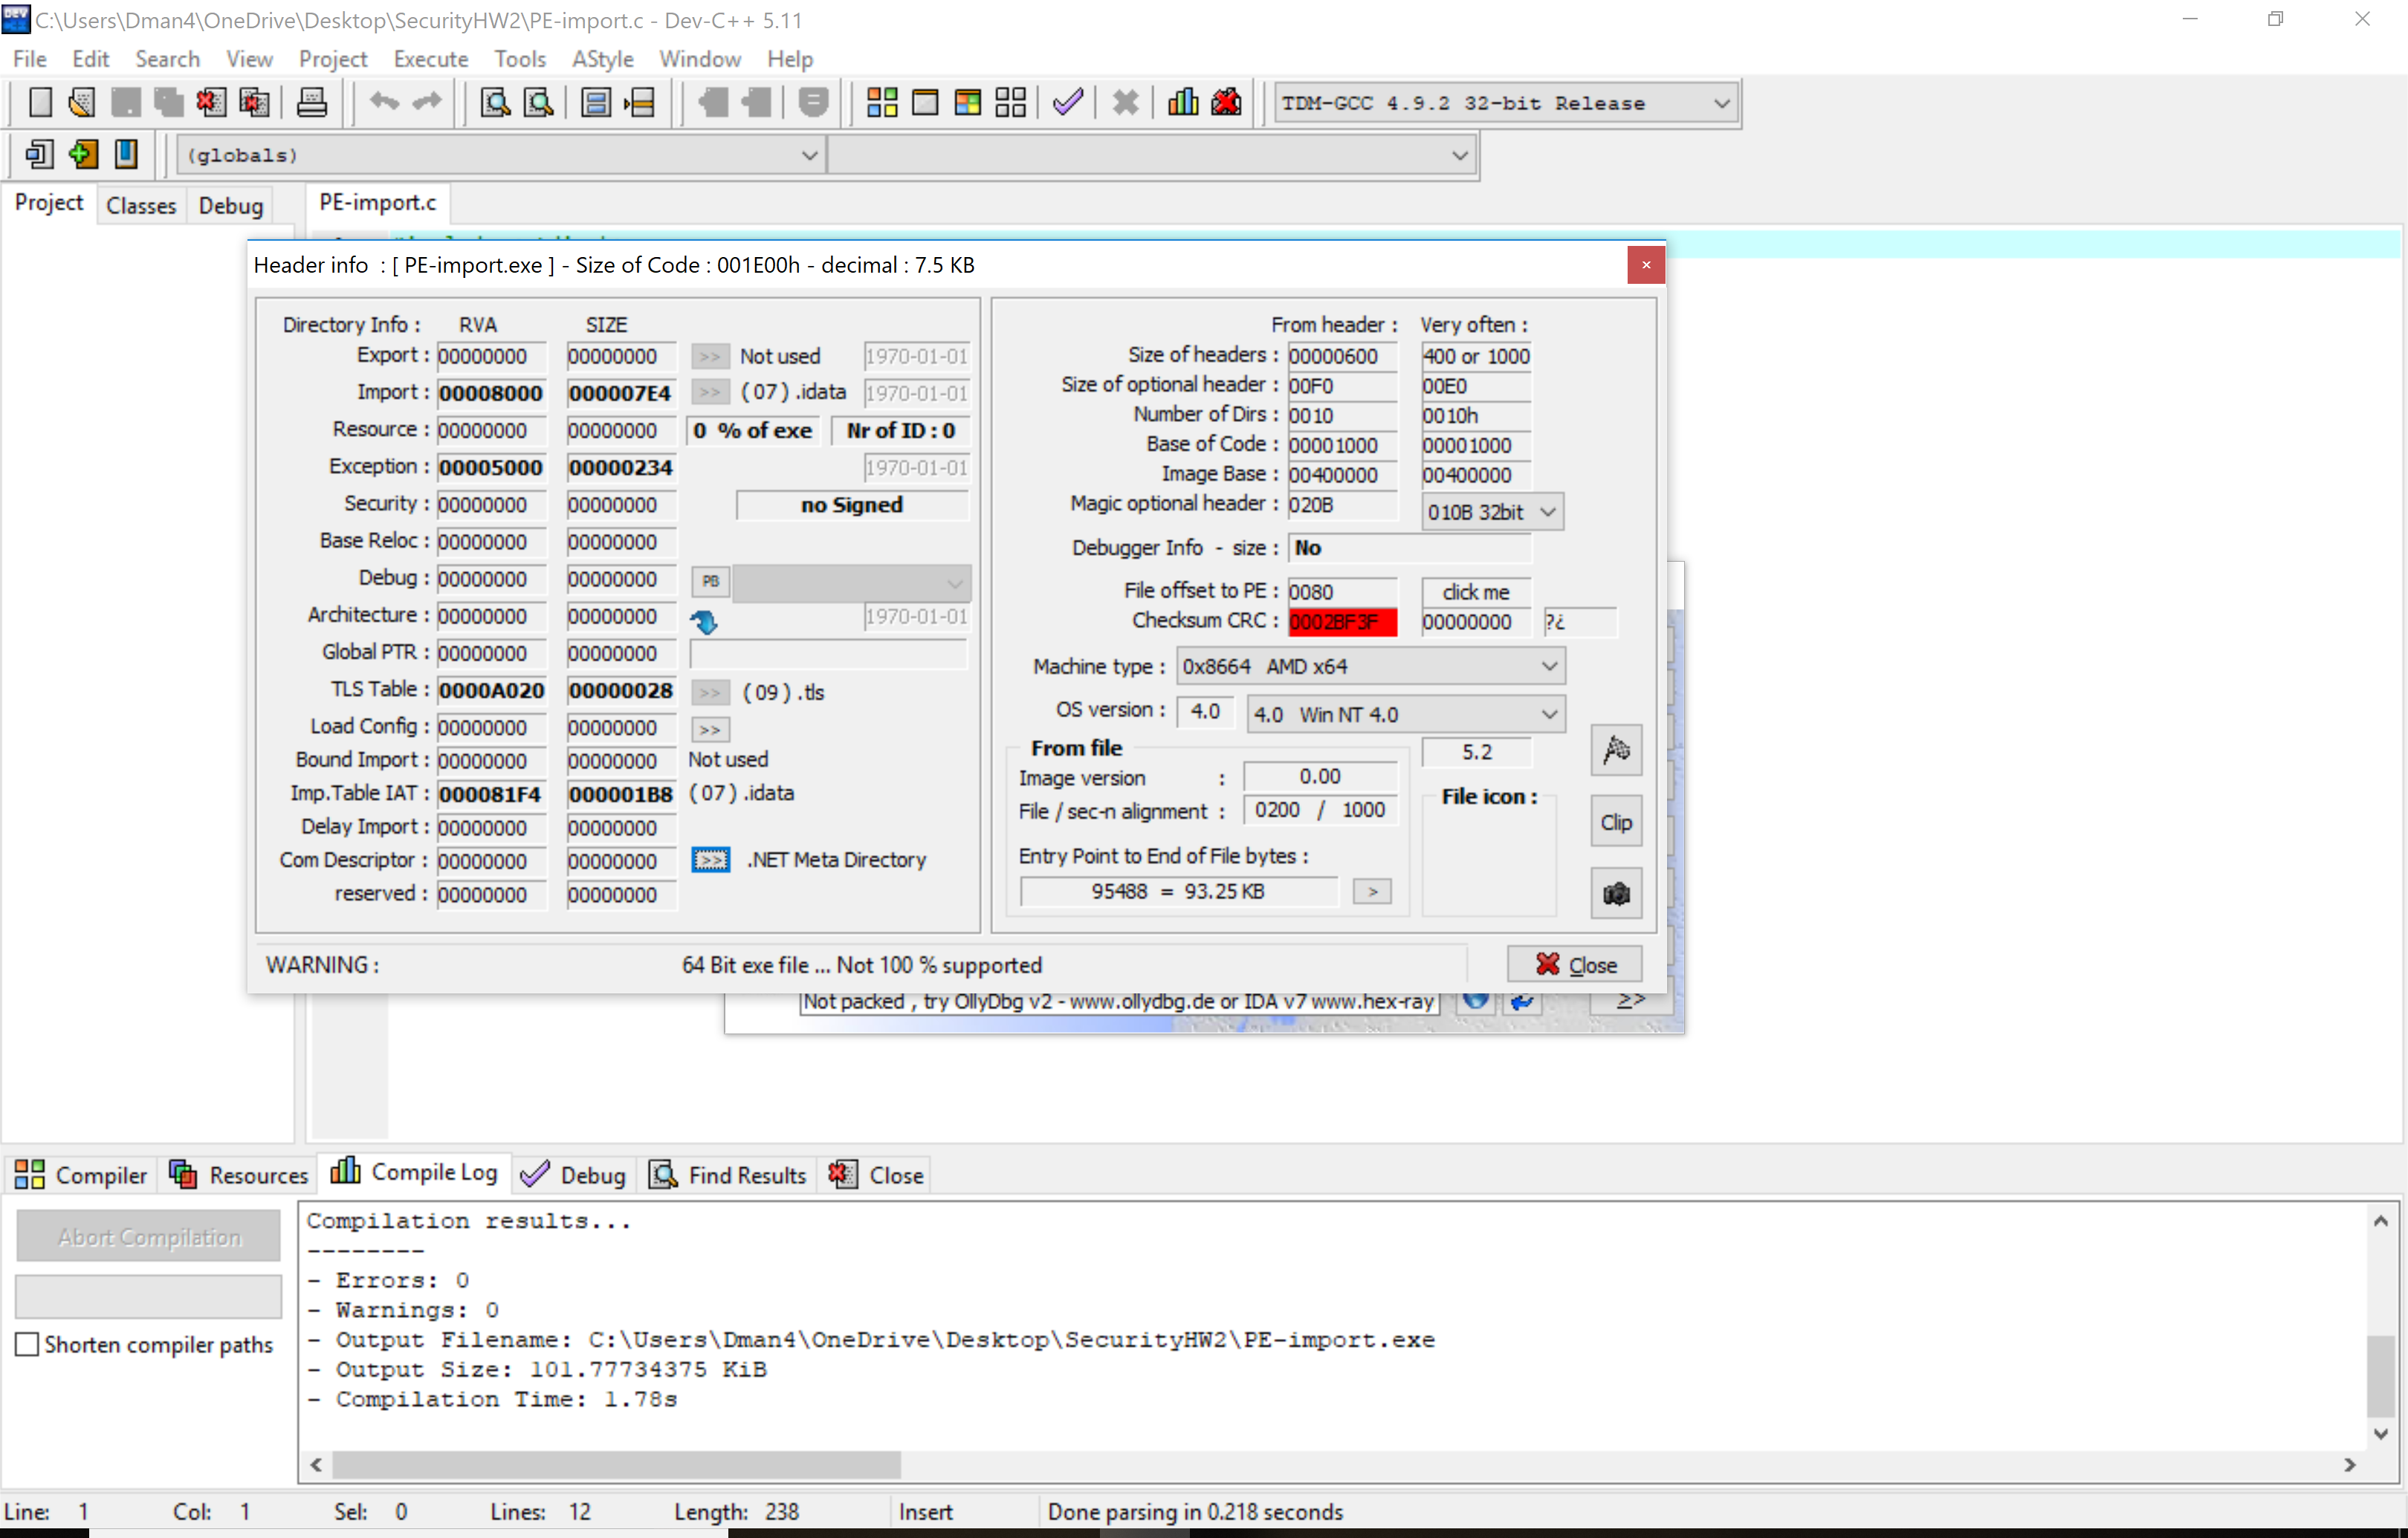 C:\Users\Dman4\OneDrive\Desktop\SecurityHW2\PE-import.c - Dev-C++ 5.11
File Edit Search View Project Execute Tools AStyle Window Help
TDM-GCC 4.9.2 32-bit Release
(globals)
Project Classes Debug PE-import.c
Header info : [ PE-import.exe ] - Size of Code : 001E00h - decimal : 7.5 KB
Directory Info : RVA SIZE
Export : 00000000 00000000 >> Not used 1970-01-01
Import : 00008000 000007E4 >> ( 07 ) .idata 1970-01-01
Resource : 00000000 00000000 0 % of exe Nr of ID : 0
Exception : 00005000 00000234 1970-01-01
Security : 00000000 00000000 no Signed
Base Reloc : 00000000 00000000
Debug : 00000000 00000000 PB
Architecture : 00000000 00000000 1970-01-01
Global PTR : 00000000 00000000
TLS Table : 0000A020 00000028 >> ( 09 ) .tls
Load Config : 00000000 00000000 >>
Bound Import : 00000000 00000000 Not used
Imp.Table IAT : 000081F4 000001B8 ( 07 ) .idata
Delay Import : 00000000 00000000
Com Descriptor : 00000000 00000000 >> .NET Meta Directory
reserved : 00000000 00000000
From header : Very often :
Size of headers : 00000600 400 or 1000
Size of optional header : 00F0 00E0
Number of Dirs : 0010 0010h
Base of Code : 00001000 00001000
Image Base : 00400000 00400000
Magic optional header : 020B 010B 32bit
Debugger Info - size : No
File offset to PE : 0080 click me
Checksum CRC : 0002BF3F 00000000 ?¿
Machine type : 0x8664 AMD x64
OS version : 4.0 4.0 Win NT 4.0
From file 5.2
Image version : 0.00
File / sec-n alignment : 0200 / 1000
File icon :
Clip
Entry Point to End of File bytes :
95488 = 93.25 KB >
WARNING : 64 Bit exe file ... Not 100 % supported Close
Not packed , try OllyDbg v2 - www.ollydbg.de or IDA v7 www.hex-ray >>
Compiler Resources Compile Log Debug Find Results Close
Abort Compilation
Shorten compiler paths
Compilation results...
--------
- Errors: 0
- Warnings: 0
- Output Filename: C:\Users\Dman4\OneDrive\Desktop\SecurityHW2\PE-import.exe
- Output Size: 101.77734375 KiB
- Compilation Time: 1.78s
Line: 1 Col: 1 Sel: 0 Lines: 12 Length: 238 Insert Done parsing in 0.218 seconds